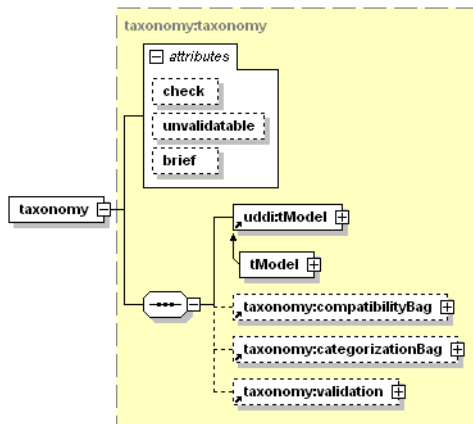 taxonomy:taxonomy
attributes
check
unvalidatable
brief
taxonomy
uddi:tModel
tModel
taxonomy:compatibilityBag
taxonomy:categorizationBag
taxonomy:validation